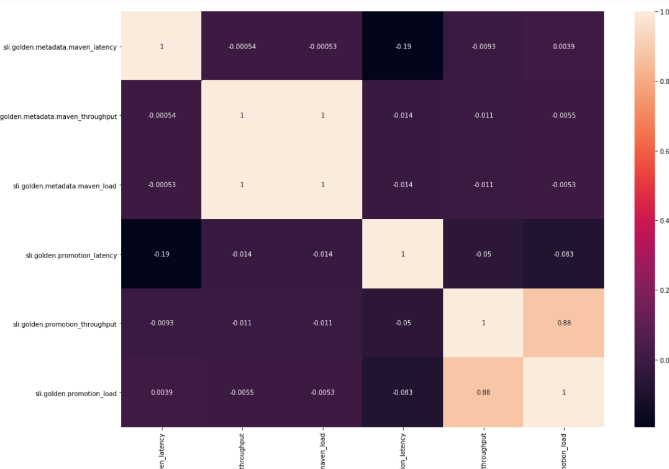 sli.golden.metadata.maven_latency
1 -0.00054 -0.00053 -0.19 -0.0093 0.0039
golden.metadata.maven_throughput
-0.00054 1 1 -0.014 -0.011 -0.0055
sli.golden.metadata.maven_load
-0.00053 1 1 -0.014 -0.011 -0.0053
sli.golden.promotion_latency
-0.19 -0.014 -0.014 1 -0.05 -0.083
sli.golden.promotion_throughput
-0.0093 -0.011 -0.011 -0.05 1 0.88
sli.golden.promotion_load
0.0039 -0.0055 -0.0053 -0.083 0.88 1
en_latency
throughput
naven_load
ion_latency
throughput
motion_load
1.0
0.8
0.6
0.4
0.2
0.0